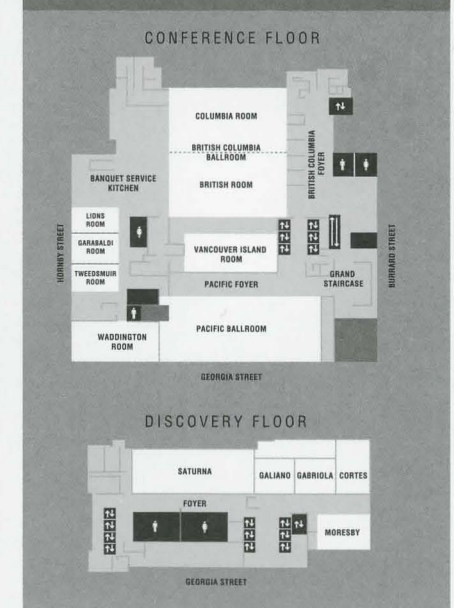 CONFERENCE FLOOR
COLUMBIA ROOM
BRITISH COLUMBIA
BALLROOM
BRITISH ROOM
BRITISH COLUMBIA
FOYER
BANQUET SERVICE
KITCHEN
LIONS
ROOM
GARABALDI
ROOM
TWEEDSMUIR
ROOM
HORNBY STREET
VANCOUVER ISLAND
ROOM
PACIFIC FOYER
GRAND
STAIRCASE
BURRARD STREET
WADDINGTON
ROOM
PACIFIC BALLROOM
GEORGIA STREET
DISCOVERY FLOOR
SATURNA
GALIANO
GABRIOLA
CORTES
FOYER
MORESBY
GEORGIA STREET